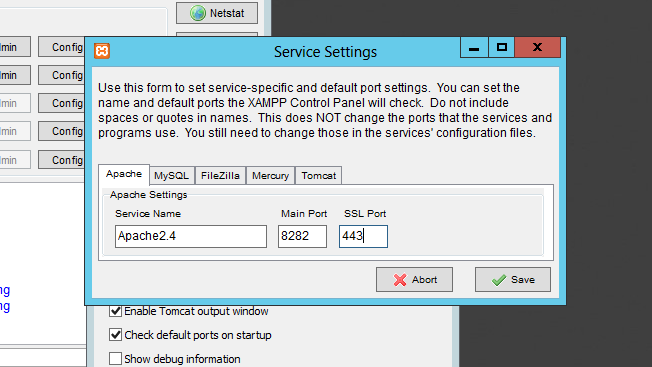 Netstat
min
Config
min
Config
min
Config
min
Config
min
Config
Service Settings
Use this form to set service-specific and default port settings. You can set the
name and default ports the XAMPP Control Panel will check. Do not include
spaces or quotes in names. This does NOT change the ports that the services and
programs use. You still need to change those in the services' configuration files.
Apache MySQL FileZilla Mercury Tomcat
Apache Settings
Service Name Main Port SSL Port
Apache2.4 8282 443
Abort Save
ng
ng
Enable Tomcat output window
Check default ports on startup
Show debug information